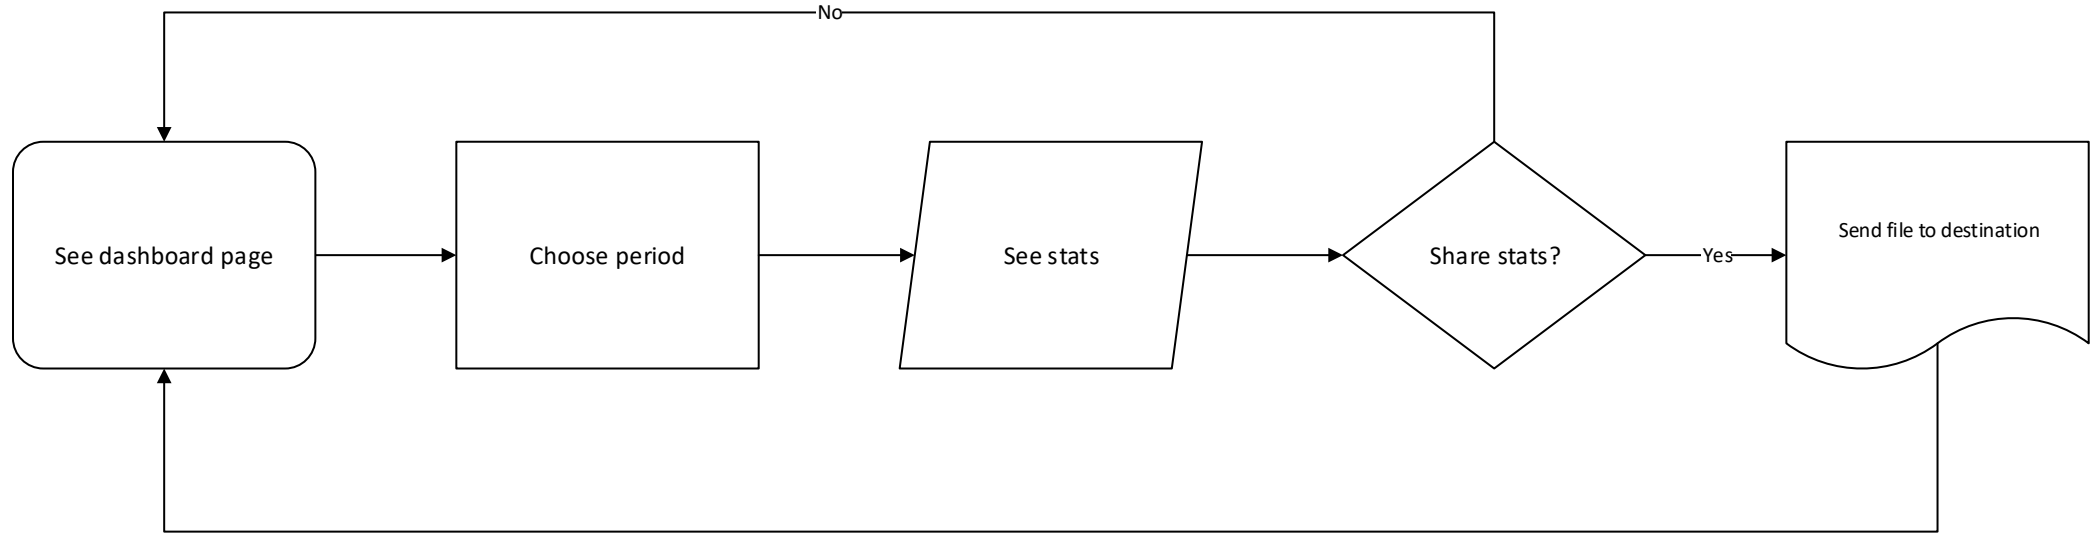 No
See dashboard page
Choose period
See stats
Share stats?
Yes
Send file to destination